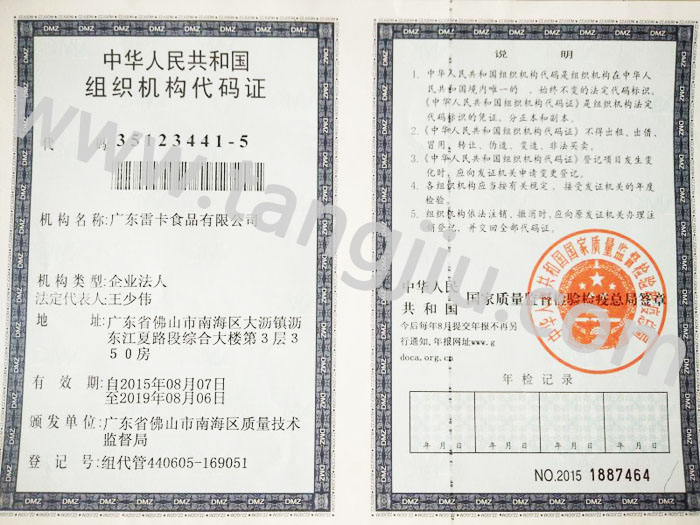 中华人民共和国
组织机构代码证
代 码 35123441-5
机构名称:广东雷卡食品有限公司
机构类型:企业法人
法定代表人王少伟
地 址:广东省佛山市南海区大沥镇沥
东江夏路段综合大楼第3层3
50房
有 效 期:自2015年08月07日
至2019年08月06日
颁发单位:广东省佛山市南海区质量技术
监督局
登 记 号:组代管440605-169051
说 明
1. 中华人民共和国组织机构代码是组织机构在中华人
民共和国境内唯一的、始终不变的法定代码标识,
《中华人民共和国组织机构代码证》是组织机构法定
代码标识的凭证,分正本和副本。
2.《中华人民共和国组织机构代码证》不得出租、出借、
冒用、转让、伪造、变造、非法买卖。
3.《中华人民共和国组织机构代码证》登记项目发生变
化时,应向发证机关申请变更登记。
4. 各组织机构应当按有关规定,接受发证机关的年度
检验。
5. 组织机构依法注销、撤消时,应向原发证机关办理注
销登记,并交回全部代码证。
中华人民
共和国
国家质量监督检验检疫总局签章
今后每年8月提交年报不再另
行通知,年报网址www.g
doca.org.cn
年检记录
年 月 日 年 月 日 年 月 日 年 月 日
NO.2015 1887464
www.tangjiu.com
DMZ